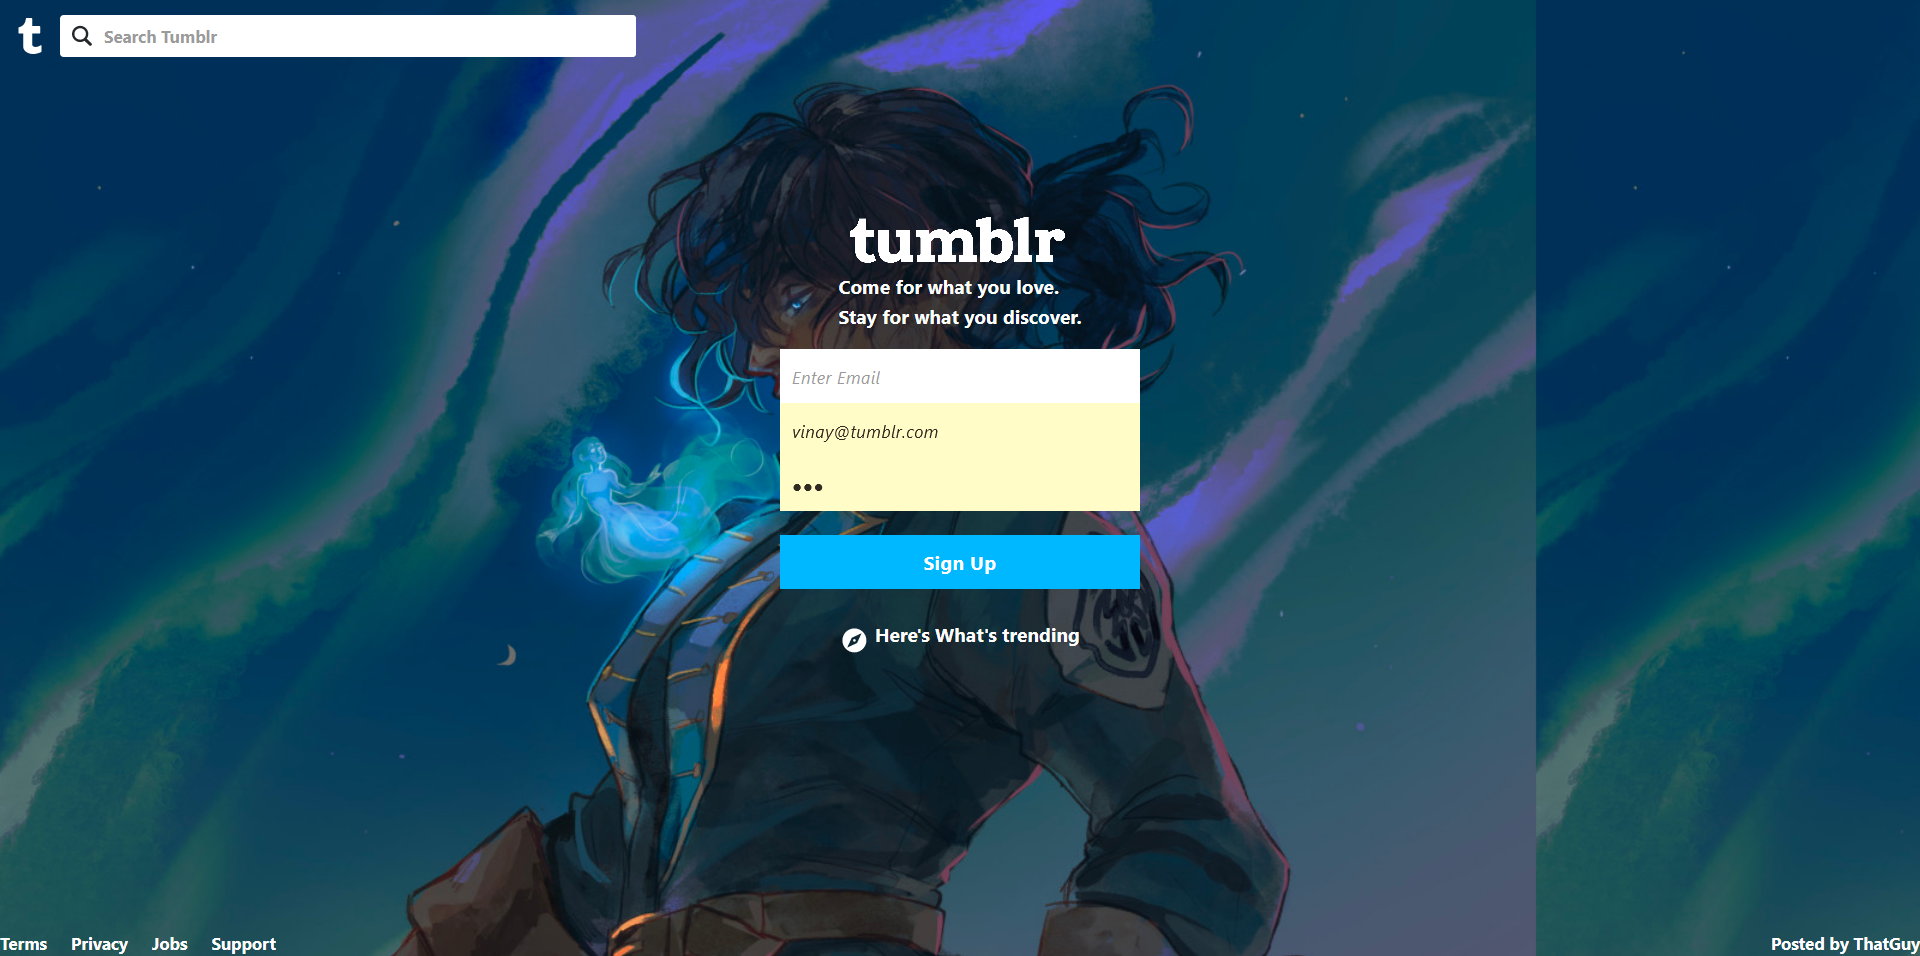 t
Search Tumblr
tumblr
Come for what you love.
Stay for what you discover.
Enter Email
vinay@tumblr.com
•••
Sign Up
Here's What's trending
Terms Privacy Jobs Support
Posted by ThatGuy